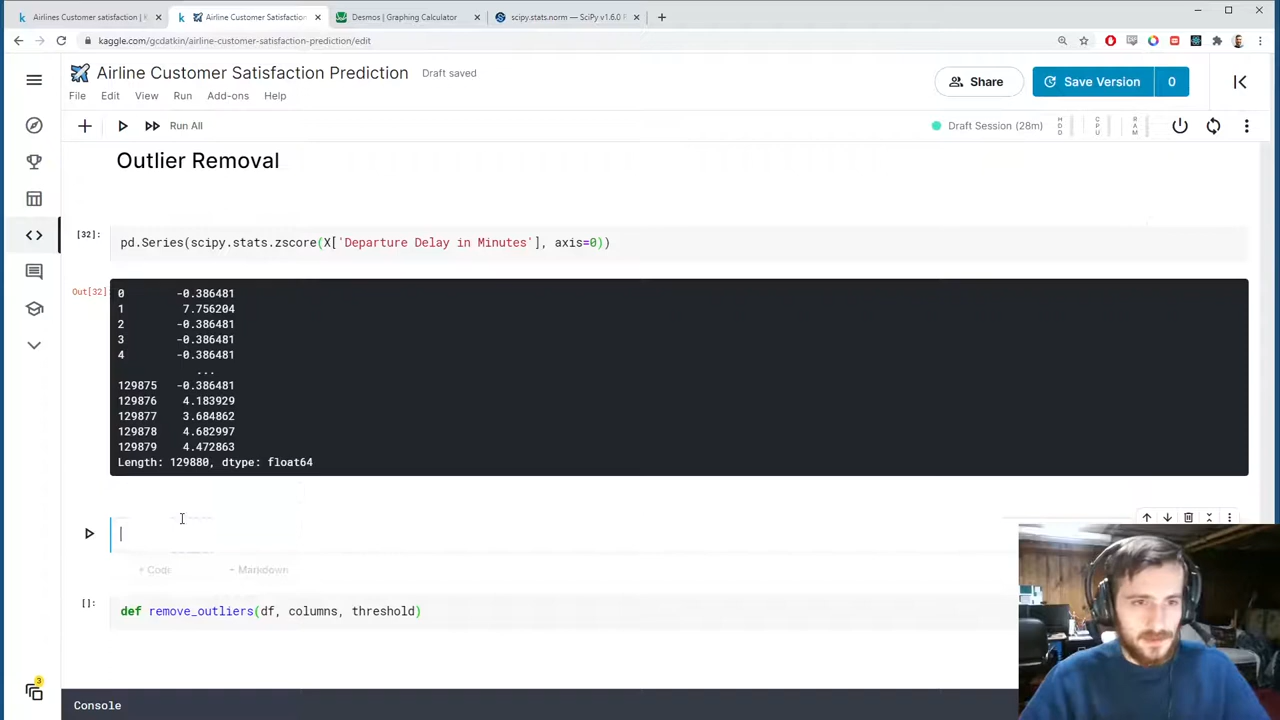 Airlines Customer satisfaction |
Airline Customer Satisfaction
Desmos | Graphing Calculator
scipy.stats.norm — SciPy v1.6.0
kaggle.com/gcdatkin/airline-customer-satisfaction-prediction/edit
Airline Customer Satisfaction Prediction
Draft saved
Share
Save Version
0
File Edit View Run Add-ons Help
Run All
Draft Session (28m)
HDD
CPU
RAM
Outlier Removal
[32]:
pd.Series(scipy.stats.zscore(X['Departure Delay in Minutes'], axis=0))
Out[32]:
0 -0.386481
1 7.756204
2 -0.386481
3 -0.386481
4 -0.386481
...
129875 -0.386481
129876 4.183929
129877 3.684862
129878 4.682997
129879 4.472863
Length: 129880, dtype: float64
+ Code
+ Markdown
[]:
def remove_outliers(df, columns, threshold)
3
Console